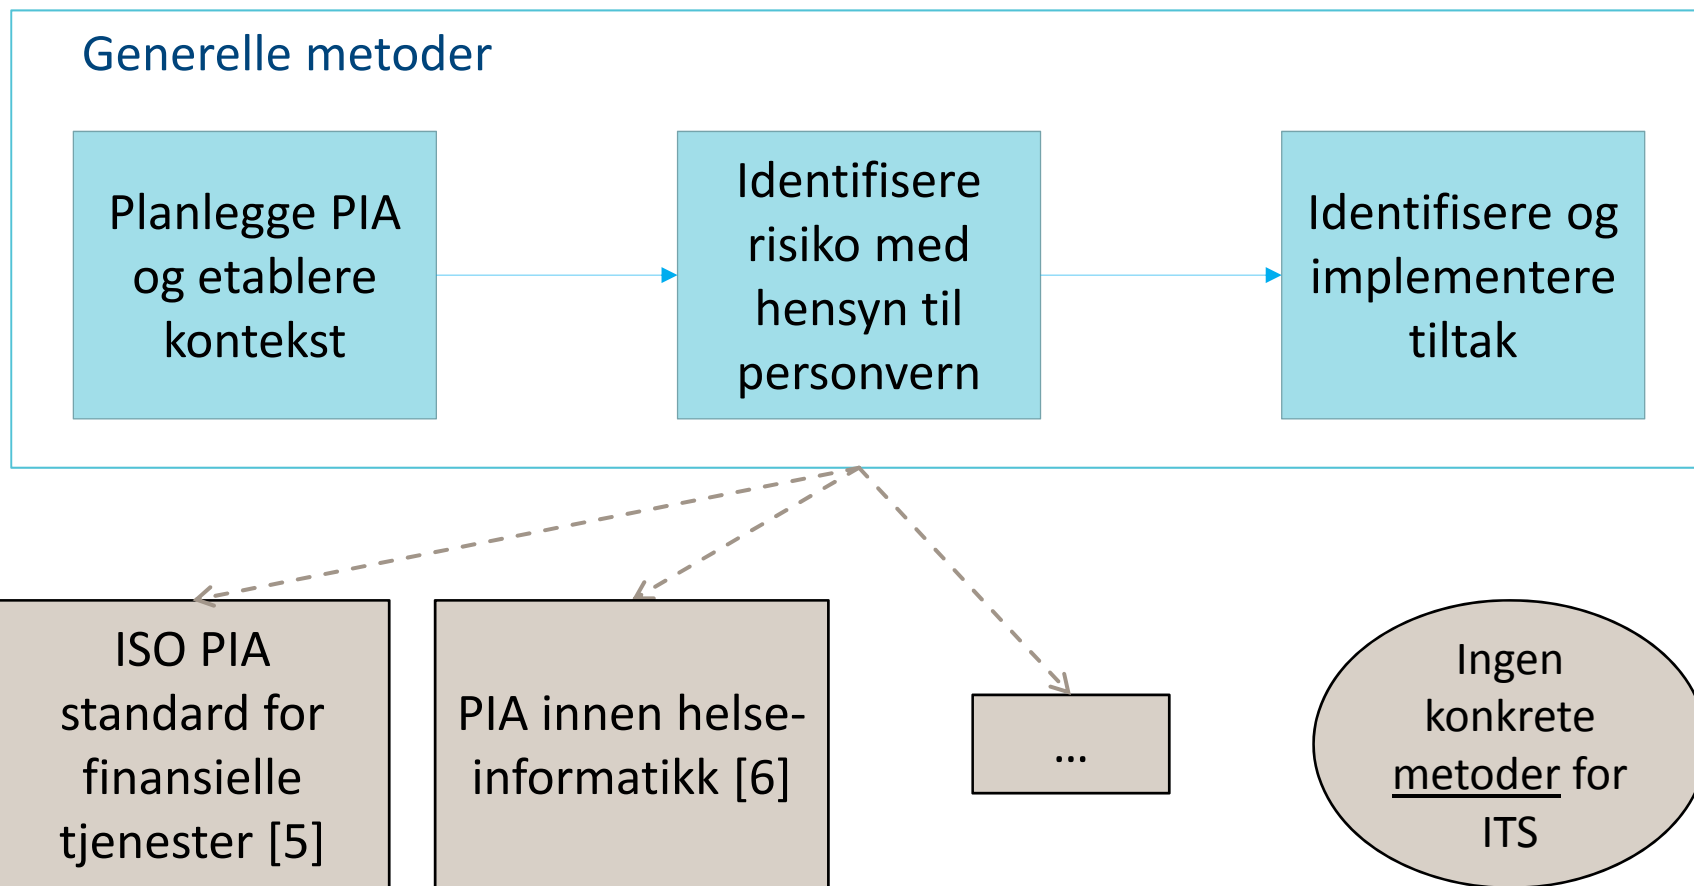 Generelle metoder
Planlegge PIA
og etablere
kontekst
Identifisere
risiko med
hensyn til
personvern
Identifisere og
implementere
tiltak
ISO PIA
standard for
finansielle
tjenester [5]
PIA innen helse-
informatikk [6]
...
Ingen
konkrete
metoder for
ITS